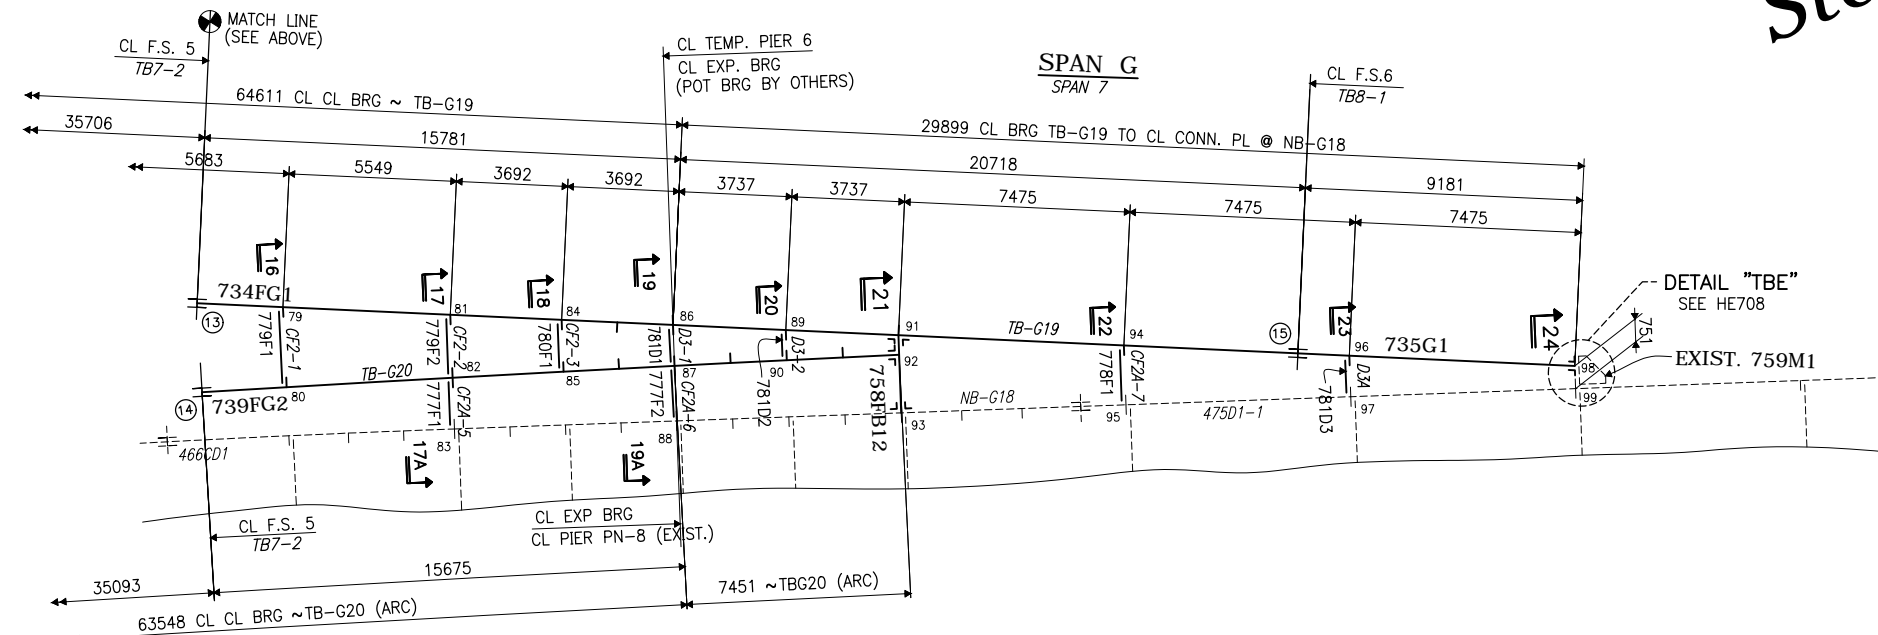 MATCH LINE
(SEE ABOVE)
CL F.S. 5
TB7-2
CL TEMP. PIER 6
CL EXP. BRG
(POT BRG BY OTHERS)
SPAN G
SPAN 7
CL F.S.6
TB8-1
64611 CL CL BRG ~ TB-G19
29899 CL BRG TB-G19 TO CL CONN. PL @ NB-G18
35706
15781
20718
9181
5683
5549
3692
3692
3737
3737
7475
7475
7475
16
17
18
19
20
21
22
23
24
DETAIL "TBE"
SEE HE708
751
EXIST. 759M1
734FG1
TB-G19
735G1
13
15
79
81
84
86
89
91
94
96
98
779F1
CF2-1
779F2
CF2-2
780F1
CF2-3
781D1
D3-1
781D2
D3-2
758FB12
778F1
CF2A-7
781D3
D3A
14
739FG2
TB-G20
80
82
85
87
90
92
777F1
CF2A-5
777F2
CF2A-6
NB-G18
475D1-1
466CD1
83
88
93
95
97
99
17A
19A
CL F.S. 5
TB7-2
CL EXP BRG
CL PIER PN-8 (EXIST.)
35093
15675
7451 ~TBG20 (ARC)
63548 CL CL BRG ~TB-G20 (ARC)